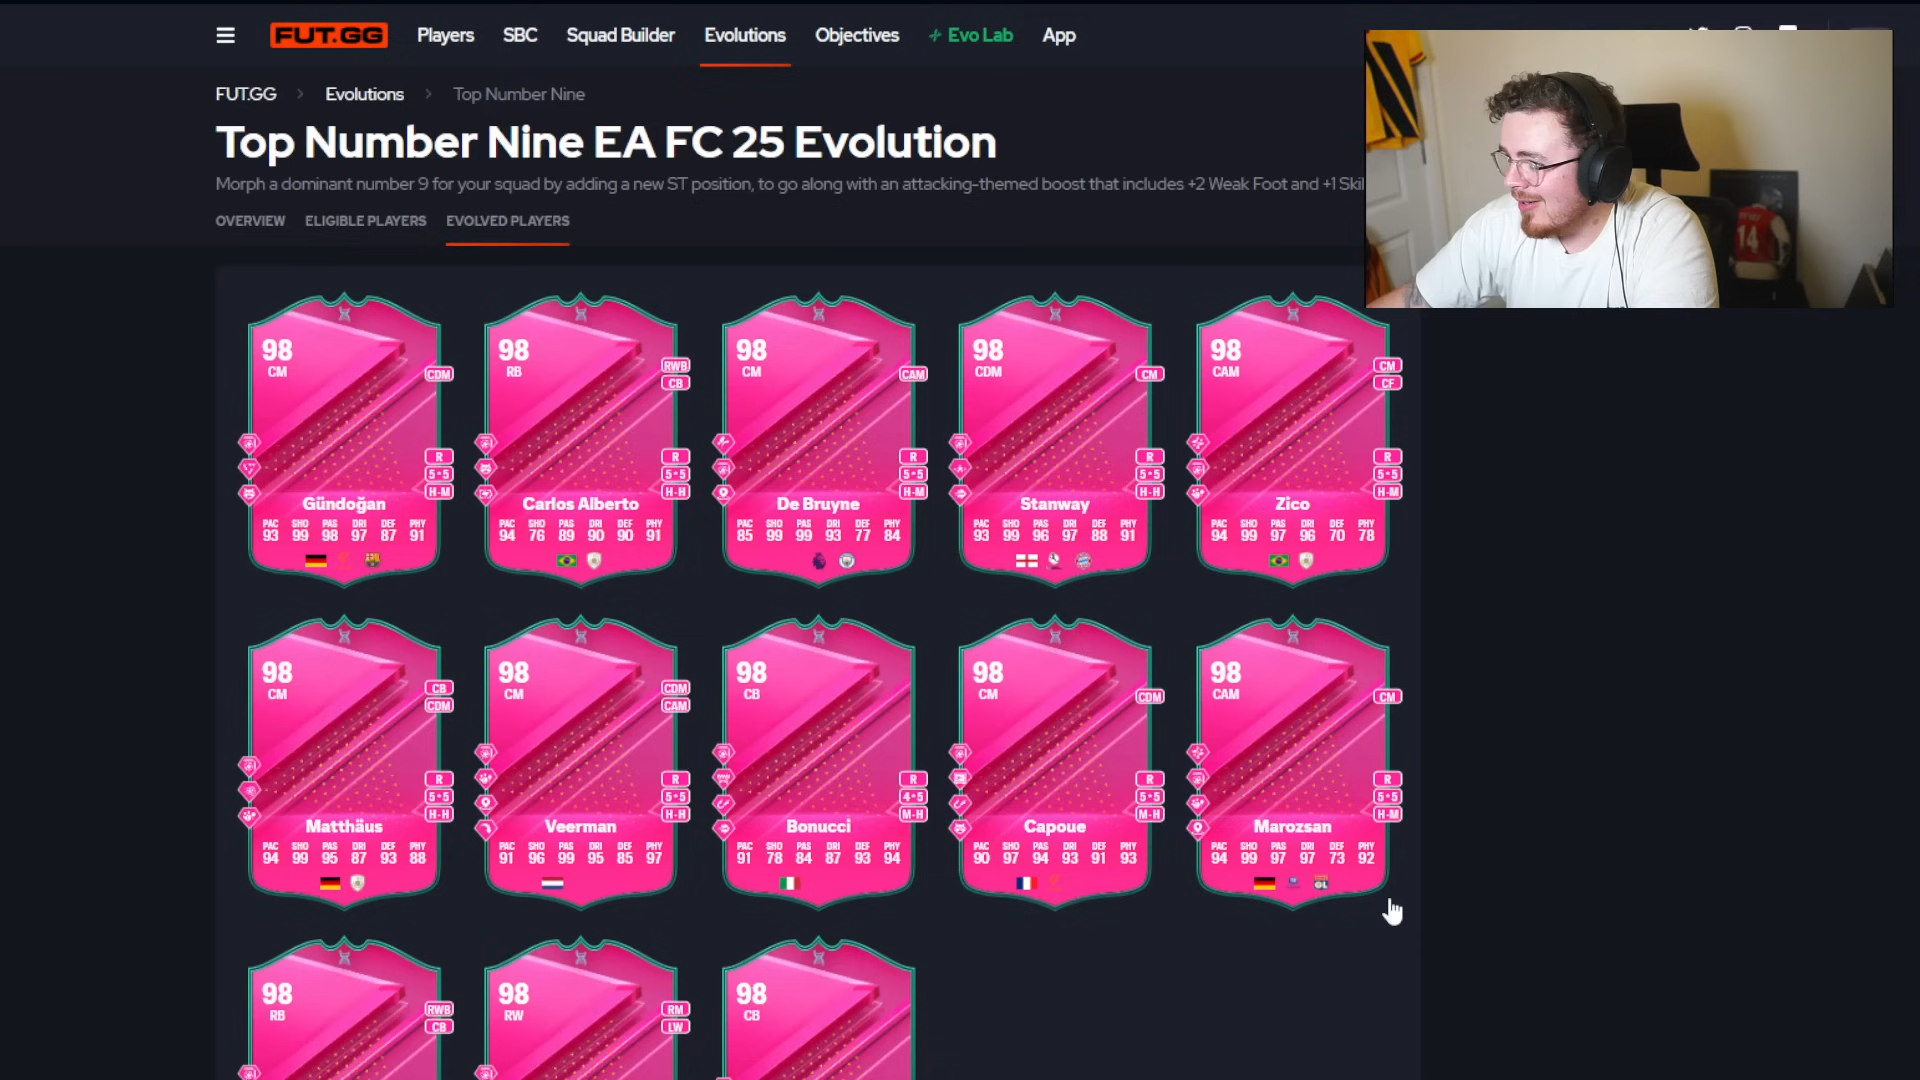 FUT.GG Players SBC Squad Builder Evolutions Objectives Evo Lab App
FUT.GG > Evolutions > Top Number Nine
Top Number Nine EA FC 25 Evolution
Morph a dominant number 9 for your squad by adding a new ST position, to go along with an attacking-themed boost that includes +2 Weak Foot and +1 Skil
OVERVIEW ELIGIBLE PLAYERS EVOLVED PLAYERS
98
CM
CDM
R
5 5
H-M
Gündoğan
PAC SHO PAS DRI DEF PHY
93 99 98 97 87 91
98
RB
RWB
CB
R
5 5
H-H
Carlos Alberto
PAC SHO PAS DRI DEF PHY
94 76 89 90 90 91
98
CM
CAM
R
5 5
H-M
De Bruyne
PAC SHO PAS DRI DEF PHY
85 99 99 93 77 84
98
CDM
CM
R
5 5
H-H
Stanway
PAC SHO PAS DRI DEF PHY
93 99 96 97 88 91
98
CAM
CM
CF
R
5 5
H-M
Zico
PAC SHO PAS DRI DEF PHY
94 99 97 96 70 78
14
98
CM
CB
CDM
R
5 5
H-H
Matthäus
PAC SHO PAS DRI DEF PHY
94 99 95 87 93 88
98
CM
CDM
CAM
R
5 5
H-H
Veerman
PAC SHO PAS DRI DEF PHY
91 96 99 95 85 97
98
CB
R
4 5
M-H
Bonucci
PAC SHO PAS DRI DEF PHY
91 78 84 87 93 94
98
CM
CDM
R
5 5
M-H
Capoue
PAC SHO PAS DRI DEF PHY
90 97 94 93 91 93
98
CAM
CM
R
5 5
H-M
Marozsan
PAC SHO PAS DRI DEF PHY
94 99 97 97 73 92
OL
98
RB
RWB
CB
98
RW
RM
LW
98
CB